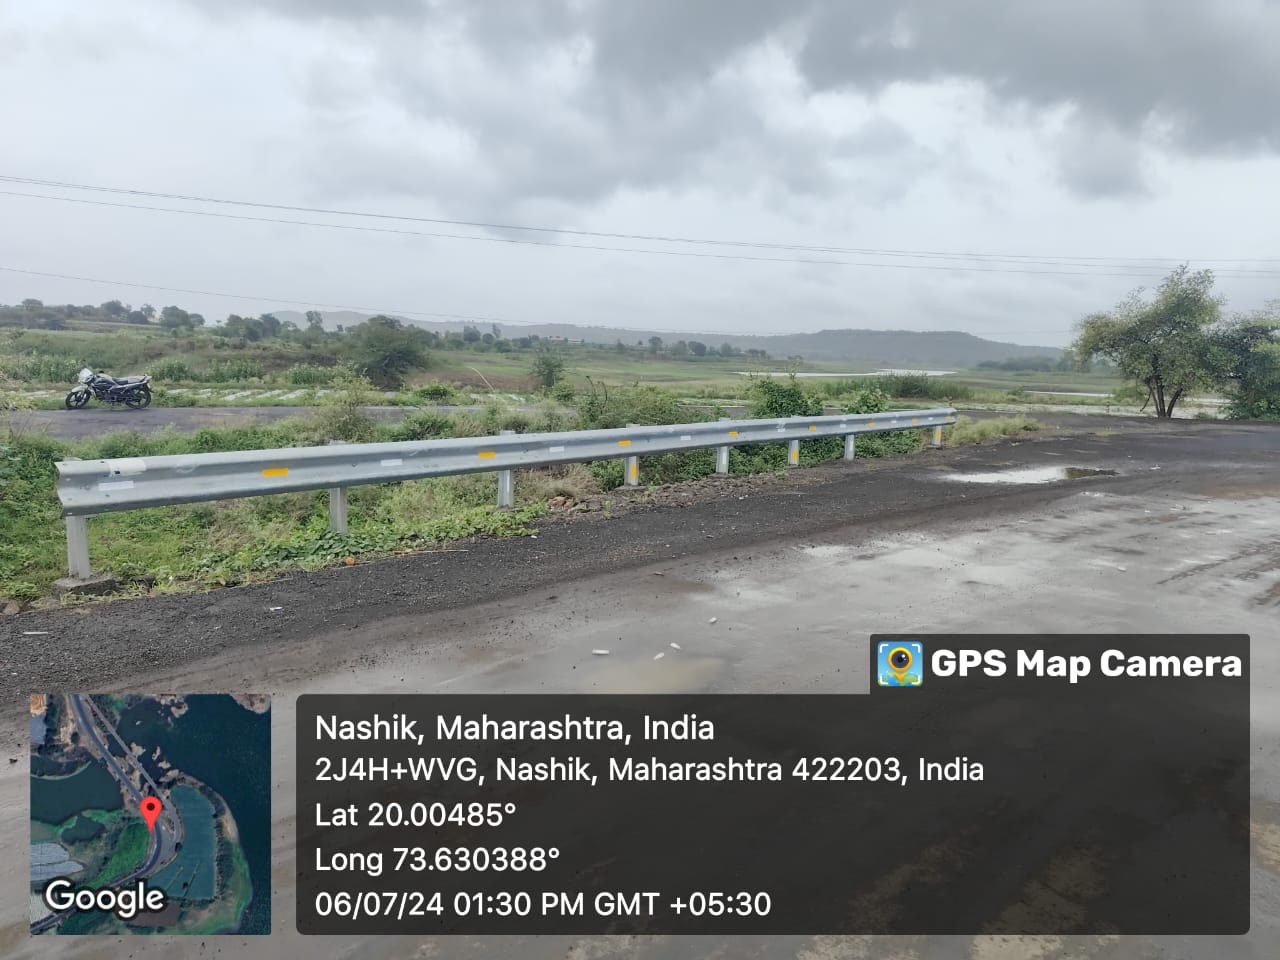 GPS Map Camera
Nashik, Maharashtra, India
2J4H+WVG, Nashik, Maharashtra 422203, India
Lat 20.00485°
Long 73.630388°
06/07/24 01:30 PM GMT +05:30
Google